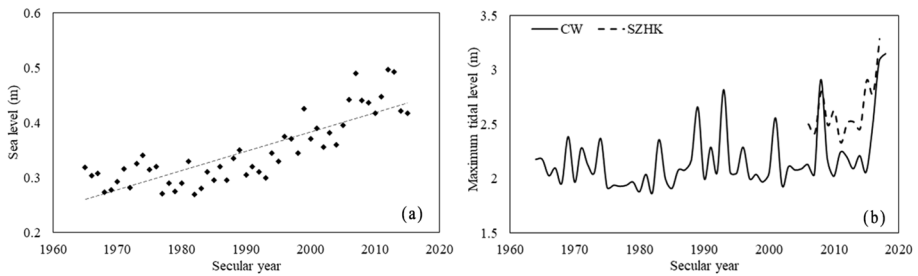 0.6
0.5
0.4
0.3
0.2
Sea level (m)
1960 1970 1980 1990 2000 2010 2020
Secular year
(a)
3.5
3
2.5
2
1.5
Maximum tidal level (m)
CW SZHK
1960 1970 1980 1990 2000 2010 2020
Secular year
(b)